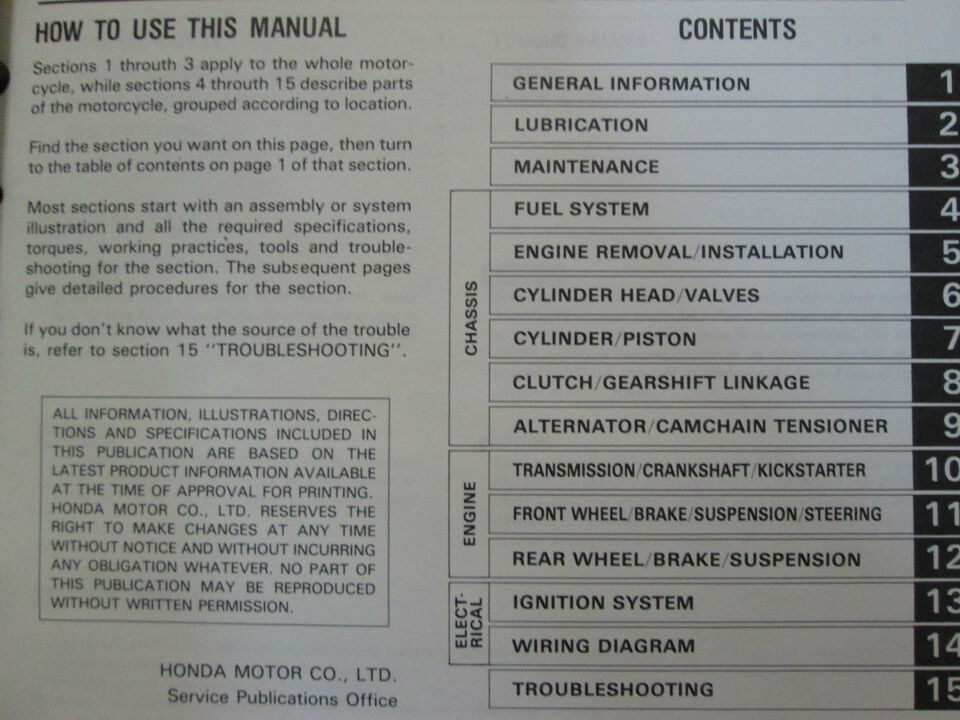 HOW TO USE THIS MANUAL
Sections 1 throuth 3 apply to the whole motor-
cycle, while sections 4 throuth 15 describe parts
of the motorcycle, grouped according to location.
Find the section you want on this page, then turn
to the table of contents on page 1 of that section.
Most sections start with an assembly or system
illustration and all the required specifications,
torques, working practices, tools and trouble-
shooting for the section. The subsequent pages
give detailed procedures for the section.
If you don't know what the source of the trouble
is, refer to section 15 "TROUBLESHOOTING".
ALL INFORMATION, ILLUSTRATIONS, DIREC-
TIONS AND SPECIFICATIONS INCLUDED IN
THIS PUBLICATION ARE BASED ON THE
LATEST PRODUCT INFORMATION AVAILABLE
AT THE TIME OF APPROVAL FOR PRINTING.
HONDA MOTOR CO., LTD. RESERVES THE
RIGHT TO MAKE CHANGES AT ANY TIME
WITHOUT NOTICE AND WITHOUT INCURRING
ANY OBLIGATION WHATEVER. NO PART OF
THIS PUBLICATION MAY BE REPRODUCED
WITHOUT WRITTEN PERMISSION.
HONDA MOTOR CO., LTD.
Service Publications Office
CONTENTS
GENERAL INFORMATION 1
LUBRICATION 2
MAINTENANCE 3
CHASSIS
FUEL SYSTEM 4
ENGINE REMOVAL/INSTALLATION 5
CYLINDER HEAD/VALVES 6
CYLINDER/PISTON 7
CLUTCH/GEARSHIFT LINKAGE 8
ALTERNATOR/CAMCHAIN TENSIONER 9
ENGINE
TRANSMISSION/CRANKSHAFT/KICKSTARTER 10
FRONT WHEEL/BRAKE/SUSPENSION/STEERING 11
REAR WHEEL/BRAKE/SUSPENSION 12
ELECT-
RICAL
IGNITION SYSTEM 13
WIRING DIAGRAM 14
TROUBLESHOOTING 15